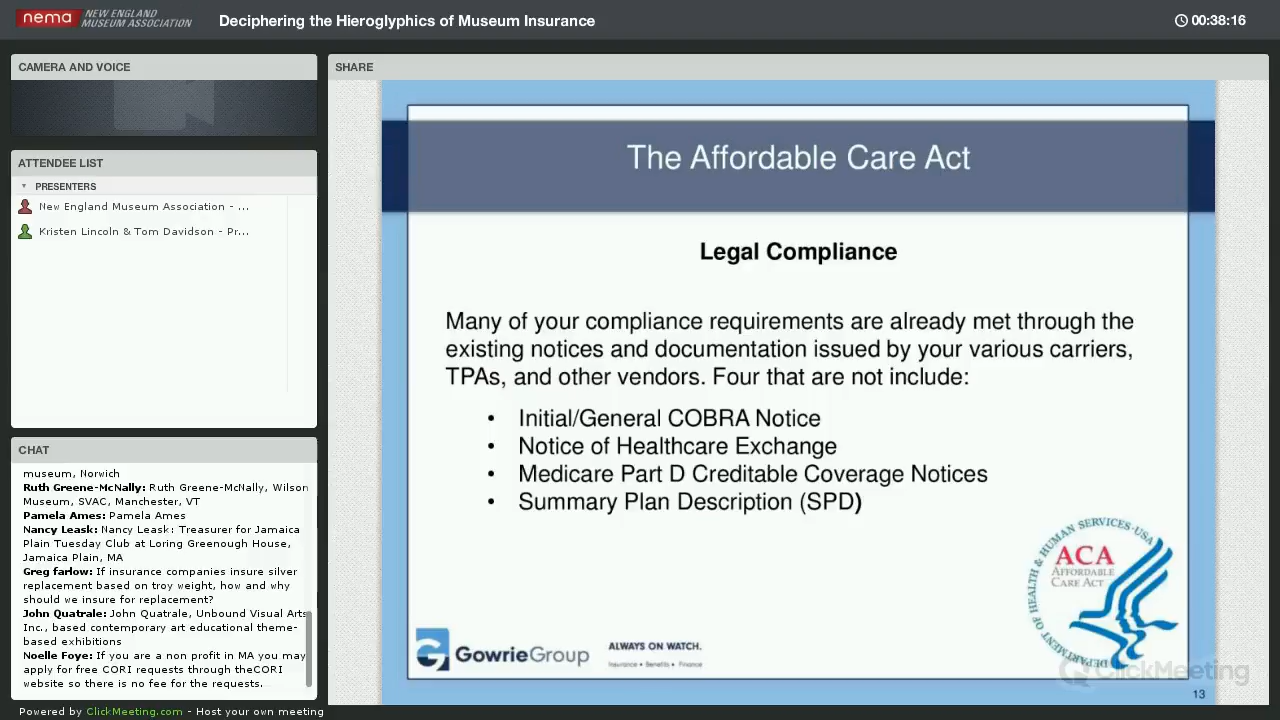 nema NEW ENGLAND
MUSEUM ASSOCIATION
Deciphering the Hieroglyphics of Museum Insurance
00:38:16
CAMERA AND VOICE
ATTENDEE LIST
PRESENTERS
New England Museum Association - ...
Kristen Lincoln & Tom Davidson - Pr...
CHAT
museum, Norwich
Ruth Greene-McNally: Ruth Greene-McNally, Wilson
Museum, SVAC, Manchester, VT
Pamela Ames: Pamela Ames
Nancy Leask: Nancy Leask: Treasurer for Jamaica
Plain Tuesday Club at Loring Greenough House,
Jamaica Plain, MA
Greg farlow: If insurance companies insure silver
replacement based on troy weight, how and why
should we insure for replacement?
John Quatrale: John Quatrale, Unbound Visual Arts
Inc., based contemporary art educational theme-
based exhibitions
Noelle Foye: If you are a non profit in MA you may
apply for free CORI requests through theCORI
website so there is no fee for the requests.
Powered by ClickMeeting.com - Host your own meeting
SHARE
The Affordable Care Act
Legal Compliance
Many of your compliance requirements are already met through the
existing notices and documentation issued by your various carriers,
TPAs, and other vendors. Four that are not include:
• Initial/General COBRA Notice
• Notice of Healthcare Exchange
• Medicare Part D Creditable Coverage Notices
• Summary Plan Description (SPD)
DEPARTMENT OF HEALTH & HUMAN SERVICES·USA
ACA
AFFORDABLE
CARE ACT
GowrieGroup
ALWAYS ON WATCH.
Insurance • Benefits • Finance
ClickMeeting
13